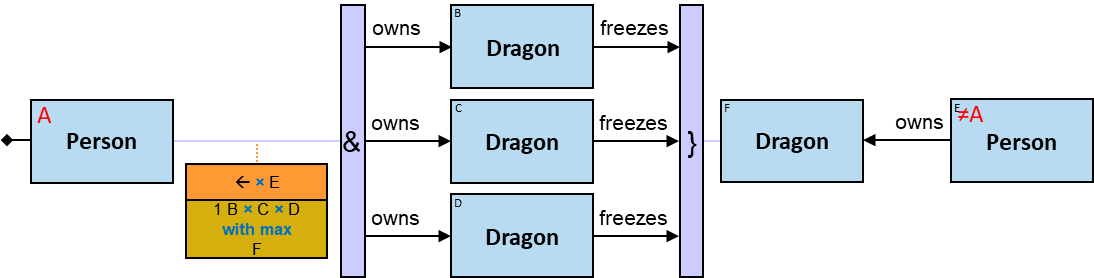 A
Person
← × E
1 B × C × D
with max
F
&
owns
B
Dragon
freezes
owns
C
Dragon
freezes
owns
D
Dragon
freezes
}
F
Dragon
owns
E
≠A
Person